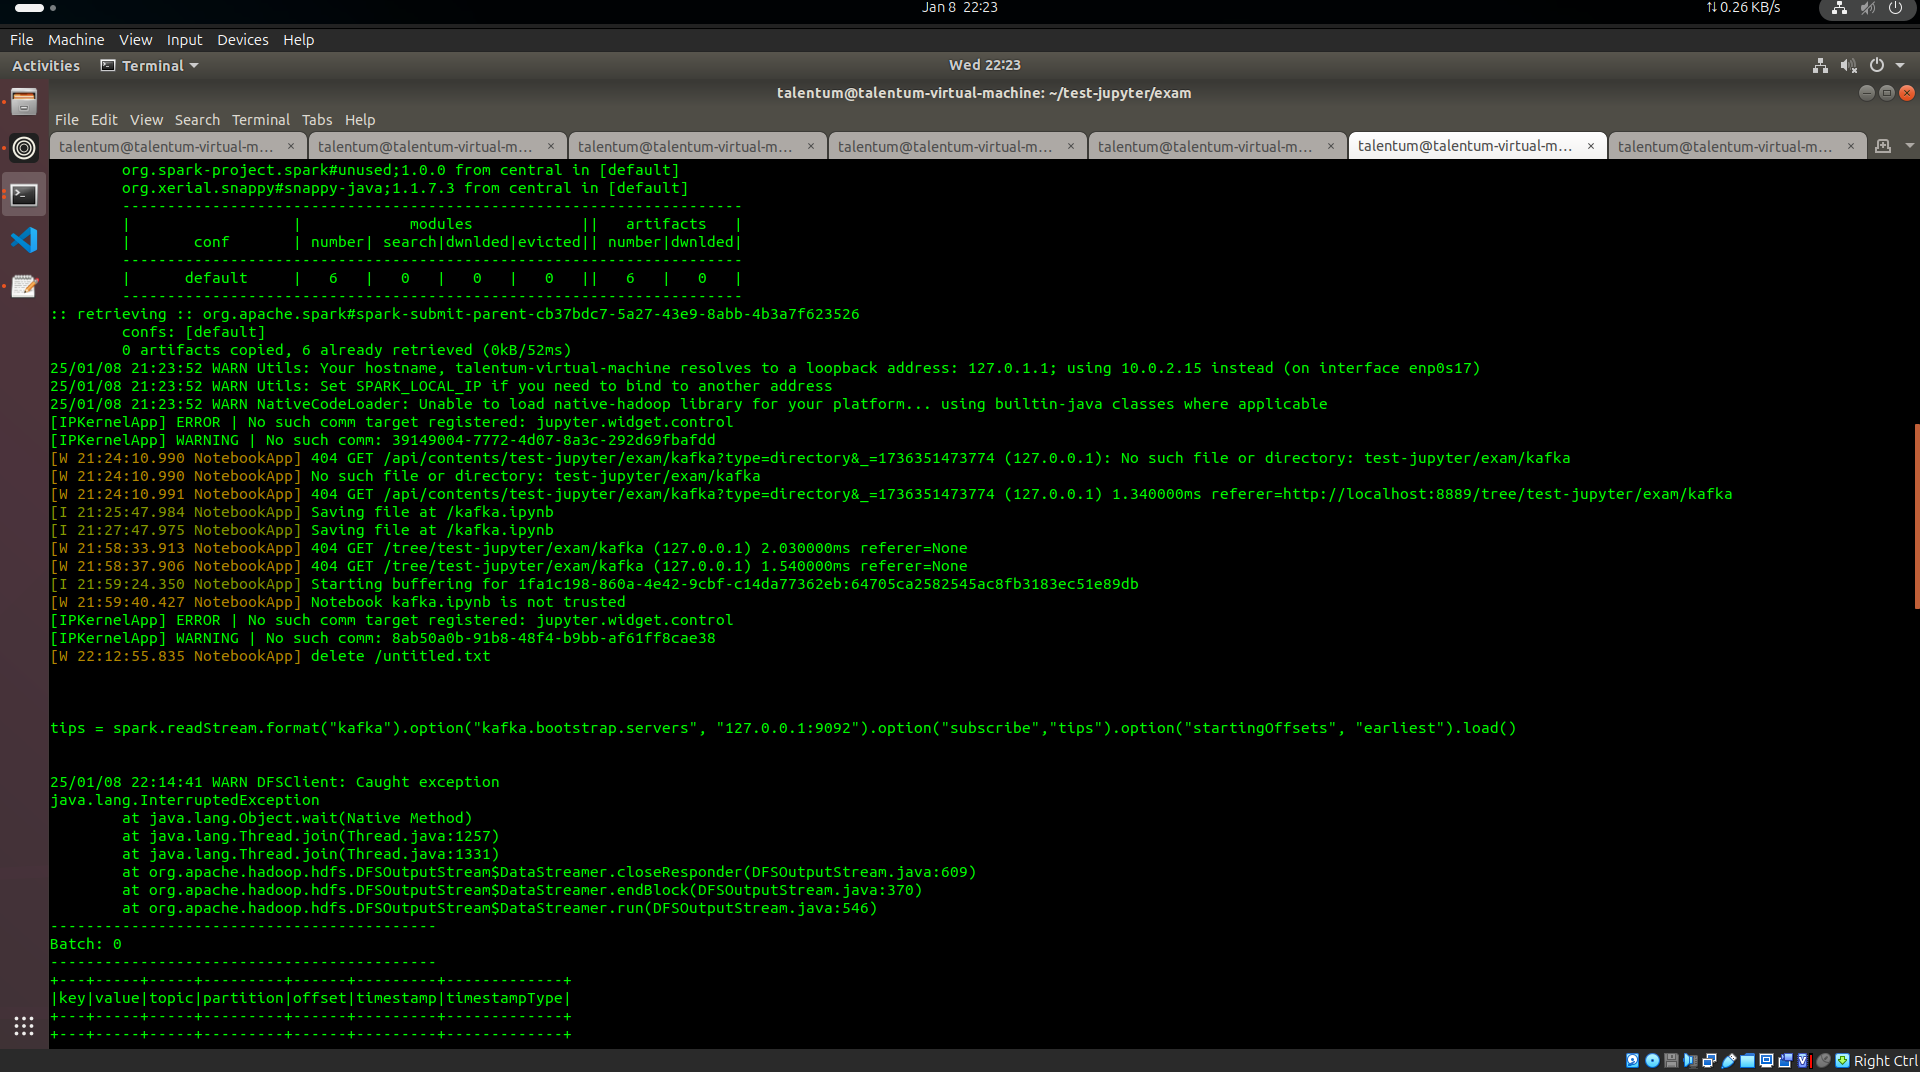 Jan 8 22:23
⇅ 0.26 KB/s
File Machine View Input Devices Help
Activities Terminal Wed 22:23
talentum@talentum-virtual-machine: ~/test-jupyter/exam
File Edit View Search Terminal Tabs Help
talentum@talentum-virtual-m... × talentum@talentum-virtual-m... × talentum@talentum-virtual-m... × talentum@talentum-virtual-m... × talentum@talentum-virtual-m... × talentum@talentum-virtual-m... × talentum@talentum-virtual-m... ×
org.spark-project.spark#unused;1.0.0 from central in [default]
org.xerial.snappy#snappy-java;1.1.7.3 from central in [default]
---------------------------------------------------------------------
|                  |            modules            ||   artifacts   |
|       conf       | number| search|dwnlded|evicted|| number|dwnlded|
---------------------------------------------------------------------
|      default     |   6   |   0   |   0   |   0   ||   6   |   0   |
---------------------------------------------------------------------
:: retrieving :: org.apache.spark#spark-submit-parent-cb37bdc7-5a27-43e9-8abb-4b3a7f623526
confs: [default]
0 artifacts copied, 6 already retrieved (0kB/52ms)
25/01/08 21:23:52 WARN Utils: Your hostname, talentum-virtual-machine resolves to a loopback address: 127.0.1.1; using 10.0.2.15 instead (on interface enp0s17)
25/01/08 21:23:52 WARN Utils: Set SPARK_LOCAL_IP if you need to bind to another address
25/01/08 21:23:52 WARN NativeCodeLoader: Unable to load native-hadoop library for your platform... using builtin-java classes where applicable
[IPKernelApp] ERROR | No such comm target registered: jupyter.widget.control
[IPKernelApp] WARNING | No such comm: 39149004-7772-4d07-8a3c-292d69fbafdd
[W 21:24:10.990 NotebookApp] 404 GET /api/contents/test-jupyter/exam/kafka?type=directory&_=1736351473774 (127.0.0.1): No such file or directory: test-jupyter/exam/kafka
[W 21:24:10.990 NotebookApp] No such file or directory: test-jupyter/exam/kafka
[W 21:24:10.991 NotebookApp] 404 GET /api/contents/test-jupyter/exam/kafka?type=directory&_=1736351473774 (127.0.0.1) 1.340000ms referer=http://localhost:8889/tree/test-jupyter/exam/kafka
[I 21:25:47.984 NotebookApp] Saving file at /kafka.ipynb
[I 21:27:47.975 NotebookApp] Saving file at /kafka.ipynb
[W 21:58:33.913 NotebookApp] 404 GET /tree/test-jupyter/exam/kafka (127.0.0.1) 2.030000ms referer=None
[W 21:58:37.906 NotebookApp] 404 GET /tree/test-jupyter/exam/kafka (127.0.0.1) 1.540000ms referer=None
[I 21:59:24.350 NotebookApp] Starting buffering for 1fa1c198-860a-4e42-9cbf-c14da77362eb:64705ca2582545ac8fb3183ec51e89db
[W 21:59:40.427 NotebookApp] Notebook kafka.ipynb is not trusted
[IPKernelApp] ERROR | No such comm target registered: jupyter.widget.control
[IPKernelApp] WARNING | No such comm: 8ab50a0b-91b8-48f4-b9bb-af61ff8cae38
[W 22:12:55.835 NotebookApp] delete /untitled.txt
tips = spark.readStream.format("kafka").option("kafka.bootstrap.servers", "127.0.0.1:9092").option("subscribe","tips").option("startingOffsets", "earliest").load()
25/01/08 22:14:41 WARN DFSClient: Caught exception
java.lang.InterruptedException
at java.lang.Object.wait(Native Method)
at java.lang.Thread.join(Thread.java:1257)
at java.lang.Thread.join(Thread.java:1331)
at org.apache.hadoop.hdfs.DFSOutputStream$DataStreamer.closeResponder(DFSOutputStream.java:609)
at org.apache.hadoop.hdfs.DFSOutputStream$DataStreamer.endBlock(DFSOutputStream.java:370)
at org.apache.hadoop.hdfs.DFSOutputStream$DataStreamer.run(DFSOutputStream.java:546)
-------------------------------------------
Batch: 0
-------------------------------------------
+---+-----+-----+---------+------+---------+-------------+
|key|value|topic|partition|offset|timestamp|timestampType|
+---+-----+-----+---------+------+---------+-------------+
+---+-----+-----+---------+------+---------+-------------+
Right Ctrl